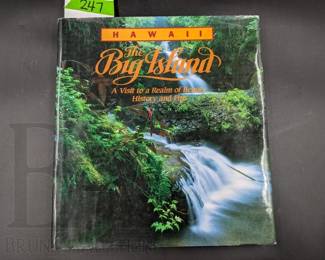 247
HAWAII
The
Big Island
A Visit to a Realm of Beauty,
History and Fire